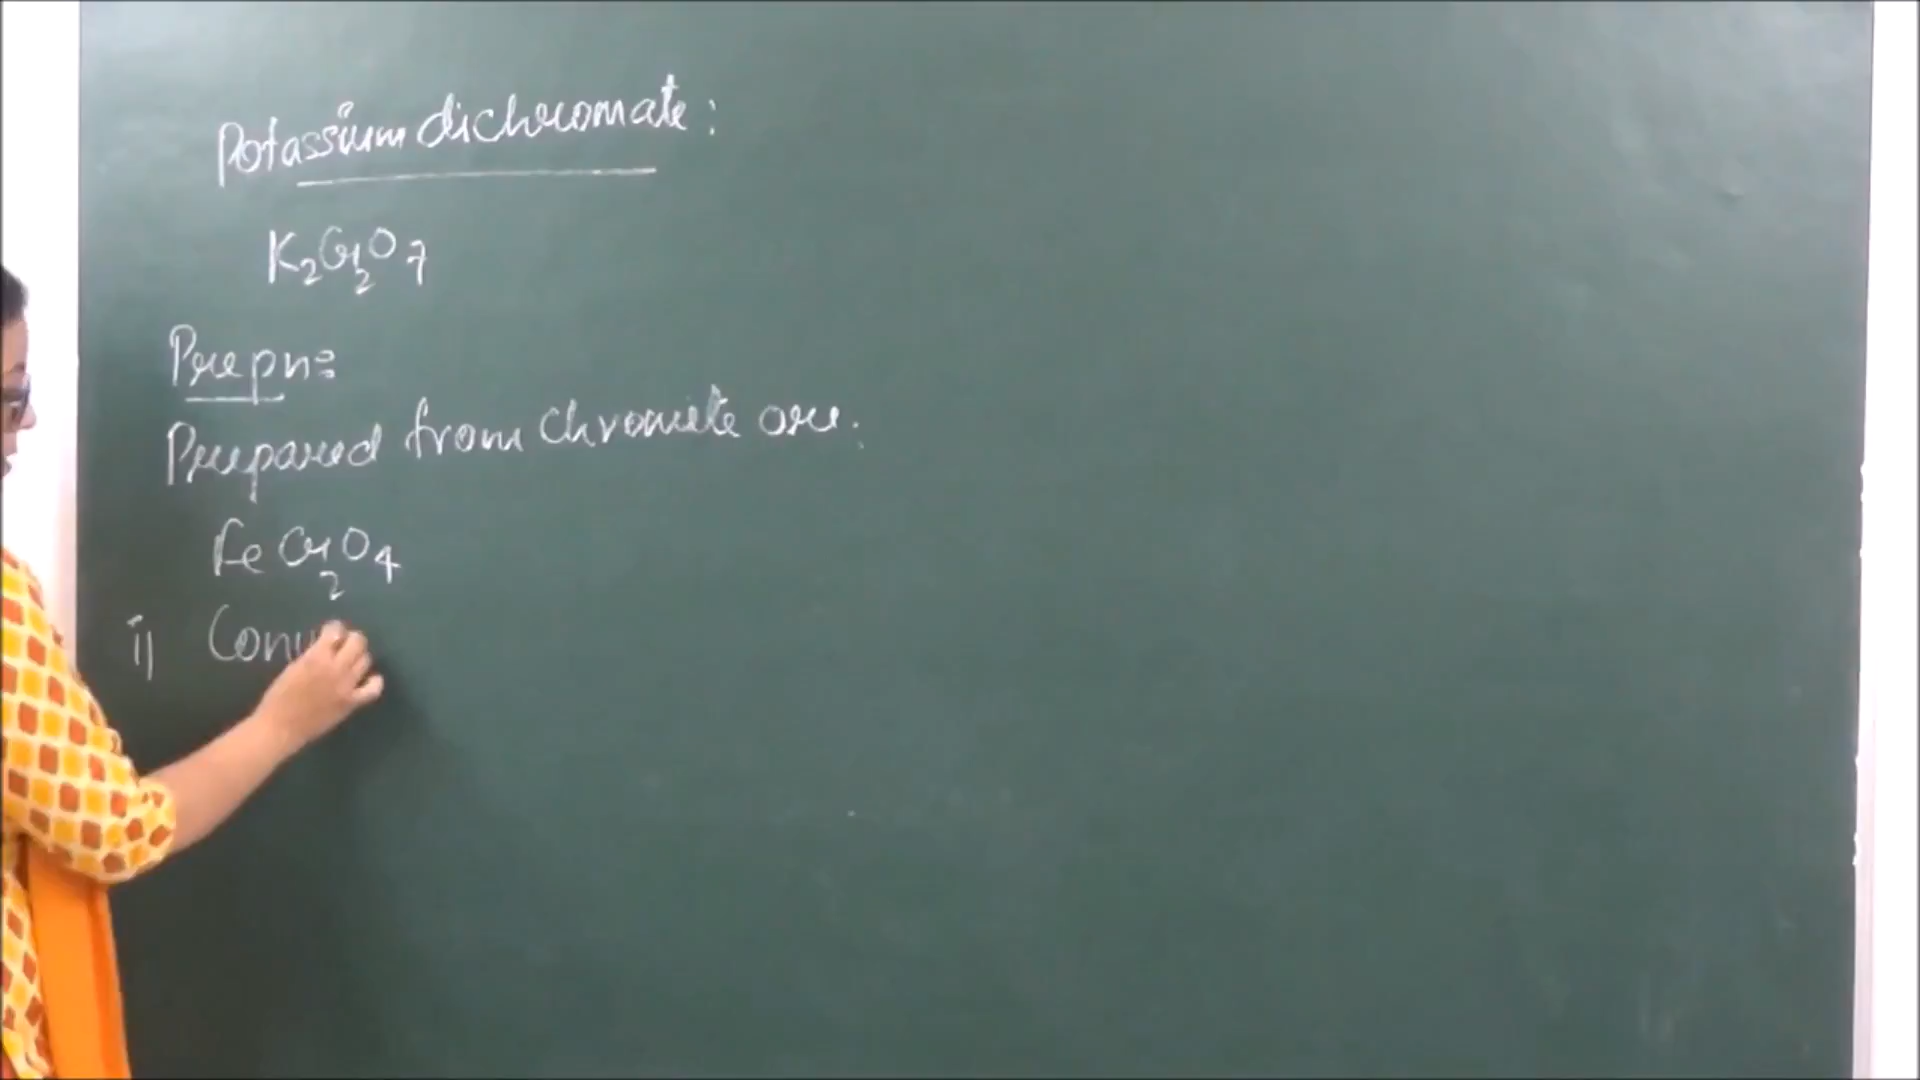 Potassium dichromate:
K₂Cr₂O₇
Prepn:
Prepared from Chromite ore.
FeCr₂O₄
i) Conv